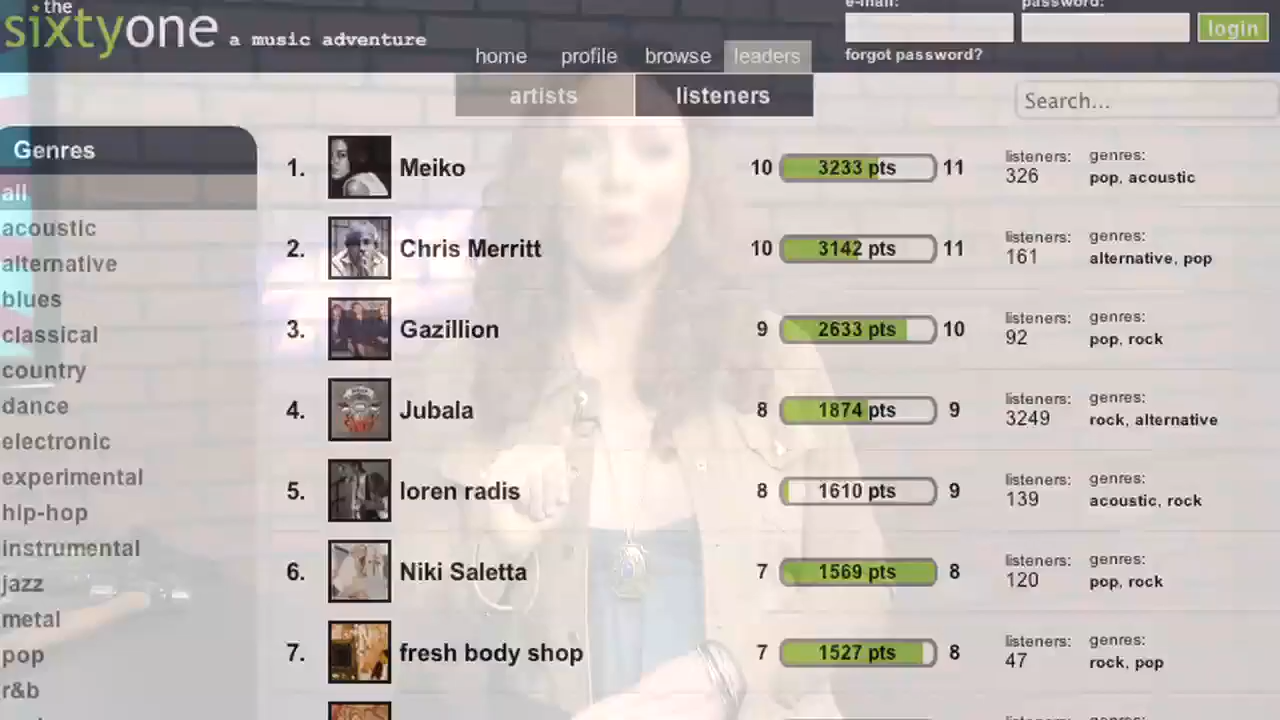 the
sixtyone a music adventure
e-mail: password:
login
home profile browse leaders forgot password?
artists listeners
Search...
Genres
all
acoustic
alternative
blues
classical
country
dance
electronic
experimental
hip-hop
instrumental
jazz
metal
pop
r&b
1. Meiko 10 3233 pts 11 listeners: 326 genres: pop, acoustic
2. Chris Merritt 10 3142 pts 11 listeners: 161 genres: alternative, pop
3. Gazillion 9 2633 pts 10 listeners: 92 genres: pop, rock
4. Jubala 8 1874 pts 9 listeners: 3249 genres: rock, alternative
5. loren radis 8 1610 pts 9 listeners: 139 genres: acoustic, rock
6. Niki Saletta 7 1569 pts 8 listeners: 120 genres: pop, rock
7. fresh body shop 7 1527 pts 8 listeners: 47 genres: rock, pop